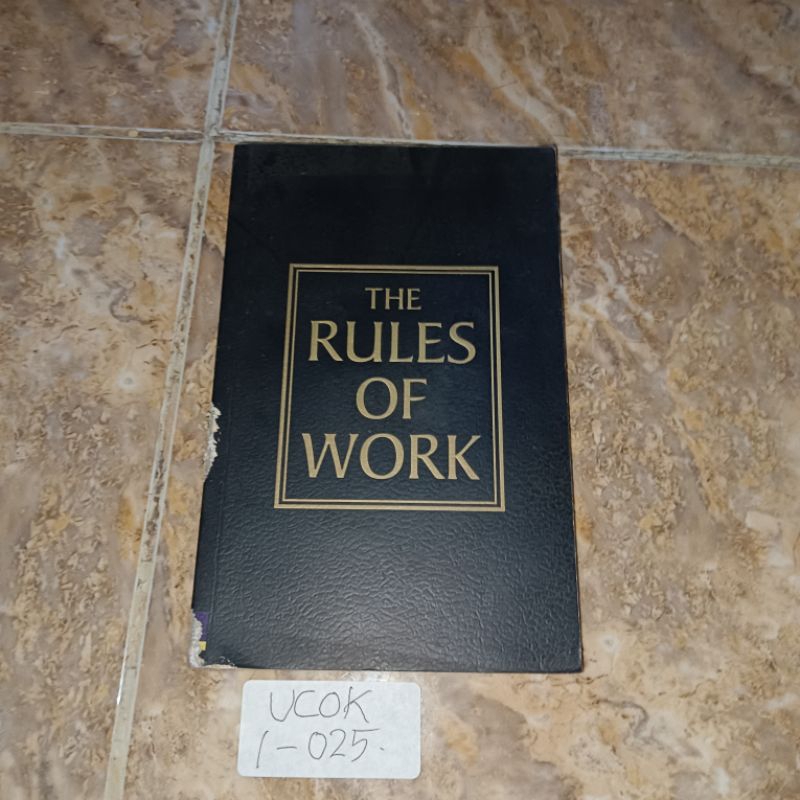 THE
RULES
OF
WORK
UCOK
1-025.